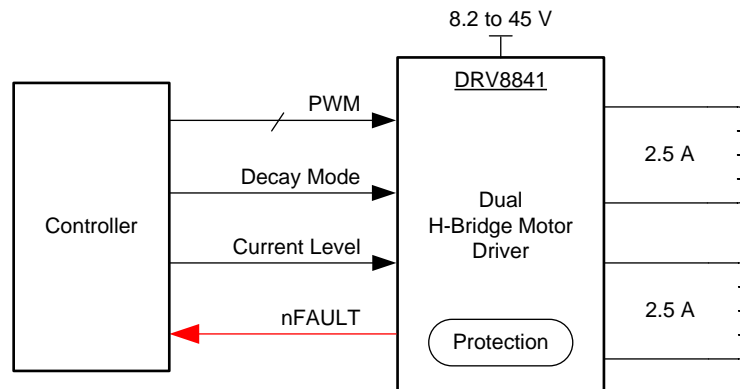 8.2 to 45 V
DRV8841
PWM
Decay Mode
Controller
Current Level
nFAULT
Dual
H-Bridge Motor
Driver
Protection
2.5 A
2.5 A